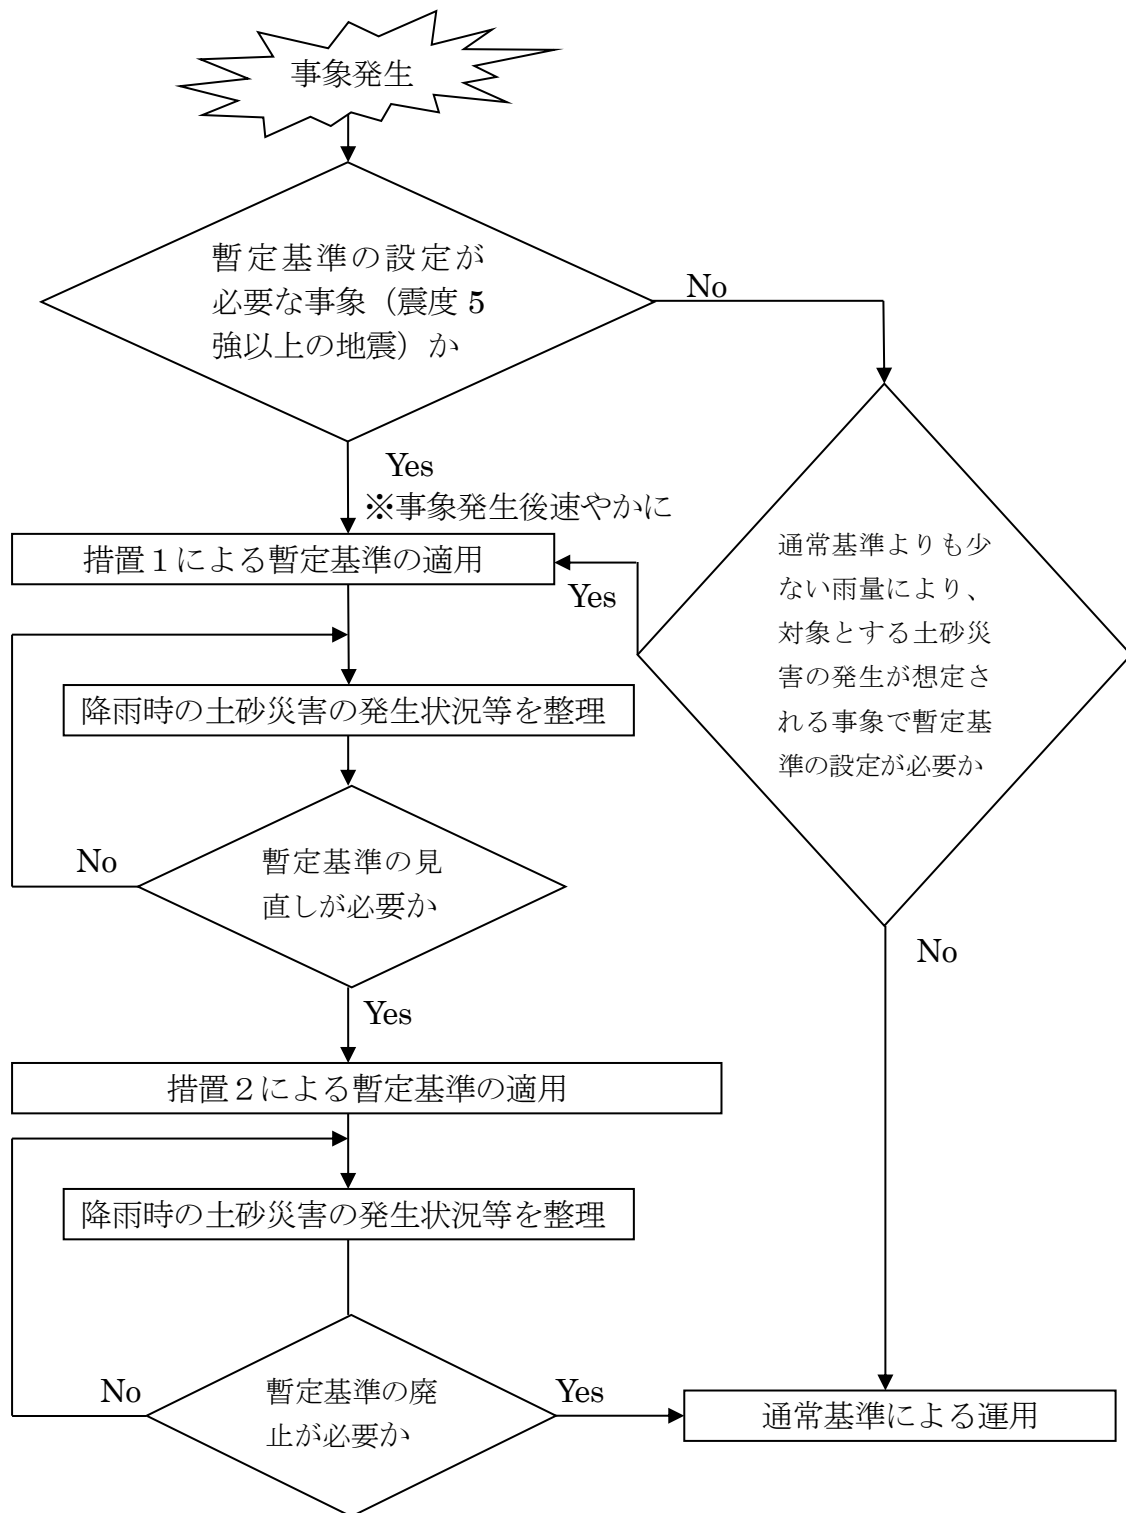 事象発生
暫定基準の設定が
必要な事象（震度 5
強以上の地震）か
No
Yes
※事象発生後速やかに
措置１による暫定基準の適用
Yes
通常基準よりも少
ない雨量により、
対象とする土砂災
害の発生が想定さ
れる事象で暫定基
準の設定が必要か
降雨時の土砂災害の発生状況等を整理
No
暫定基準の見
直しが必要か
No
Yes
措置２による暫定基準の適用
降雨時の土砂災害の発生状況等を整理
No
暫定基準の廃
止が必要か
Yes
通常基準による運用